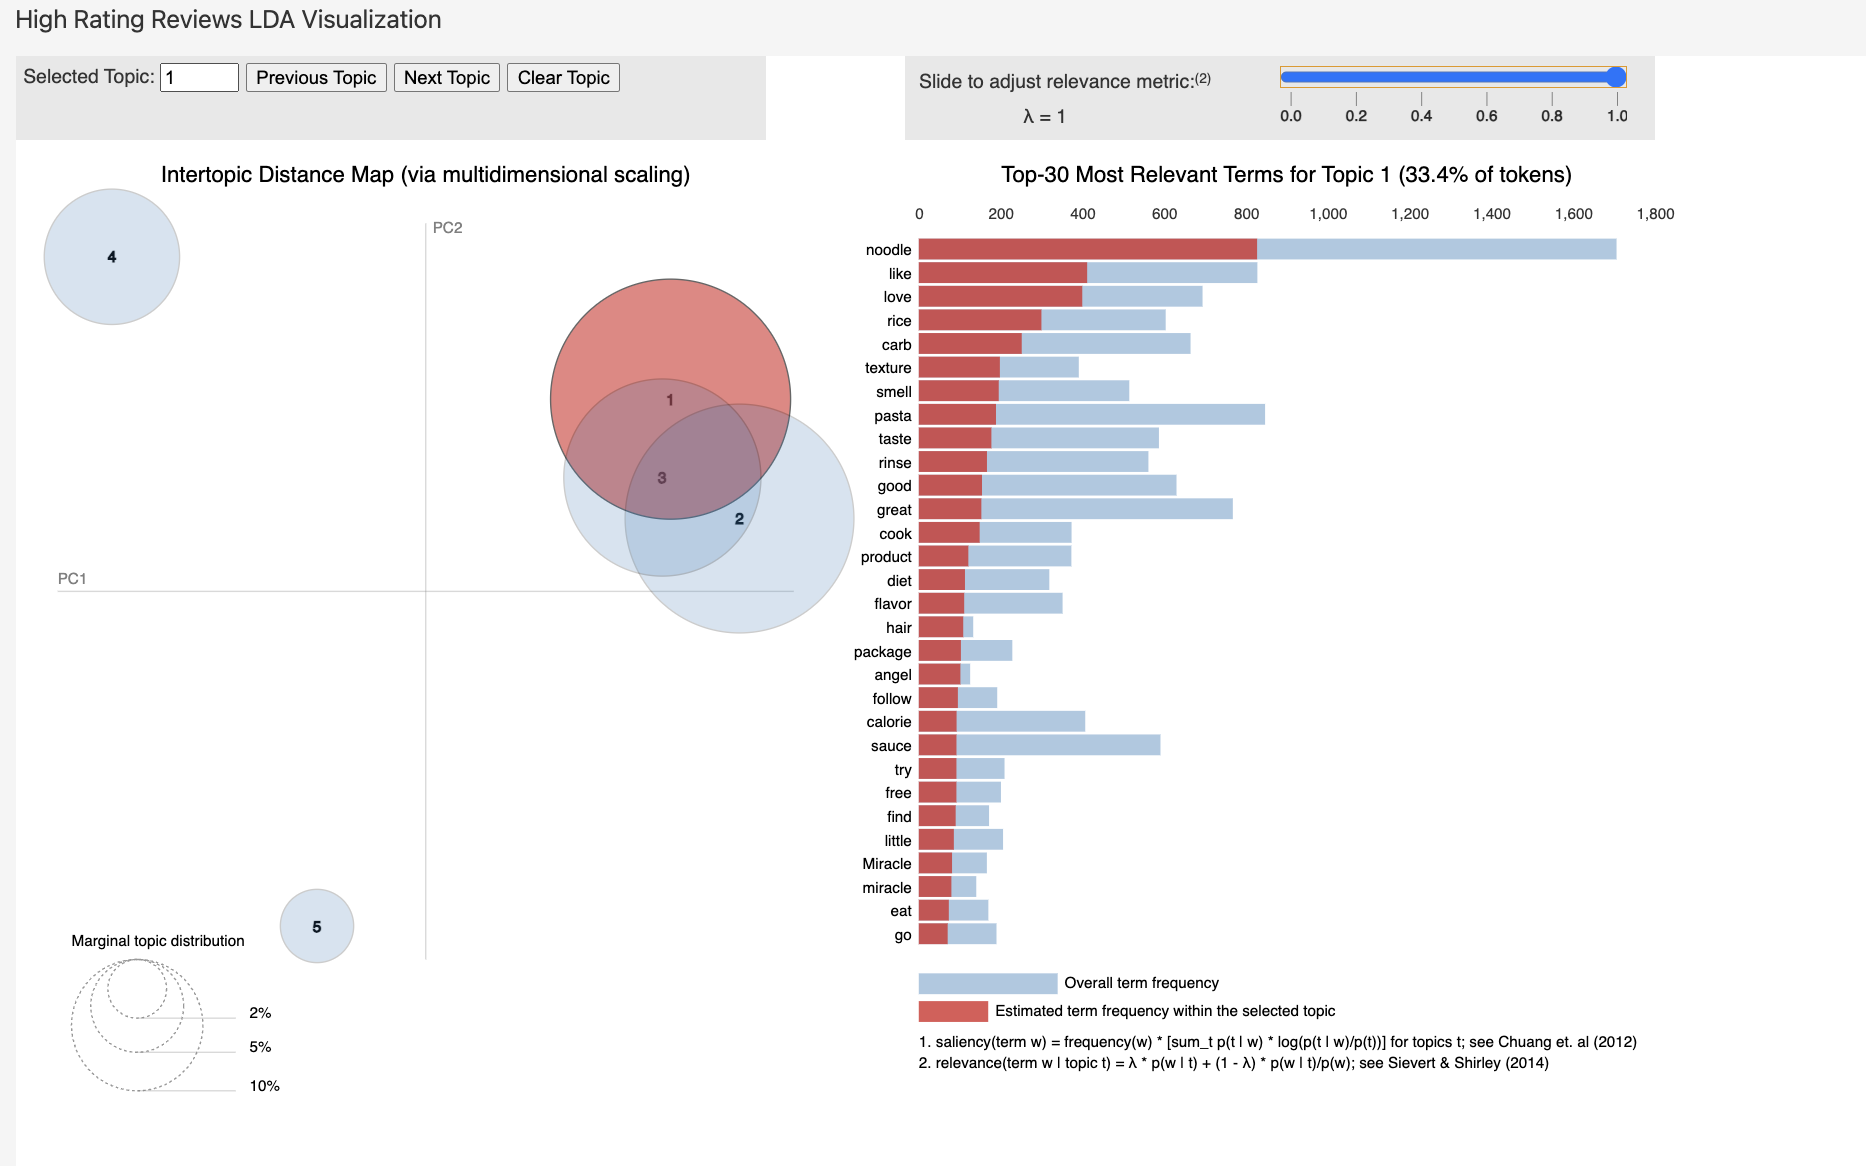 High Rating Reviews LDA Visualization
Selected Topic: 1 Previous Topic Next Topic Clear Topic
Slide to adjust relevance metric:(2)
λ = 1
0.0 0.2 0.4 0.6 0.8 1.0
Intertopic Distance Map (via multidimensional scaling)
PC2
PC1
4
1
3
2
5
Marginal topic distribution
2%
5%
10%
Top-30 Most Relevant Terms for Topic 1 (33.4% of tokens)
0 200 400 600 800 1,000 1,200 1,400 1,600 1,800
noodle
like
love
rice
carb
texture
smell
pasta
taste
rinse
good
great
cook
product
diet
flavor
hair
package
angel
follow
calorie
sauce
try
free
find
little
Miracle
miracle
eat
go
Overall term frequency
Estimated term frequency within the selected topic
1. saliency(term w) = frequency(w) * [sum_t p(t | w) * log(p(t | w)/p(t))] for topics t; see Chuang et. al (2012)
2. relevance(term w | topic t) = λ * p(w | t) + (1 - λ) * p(w | t)/p(w); see Sievert & Shirley (2014)